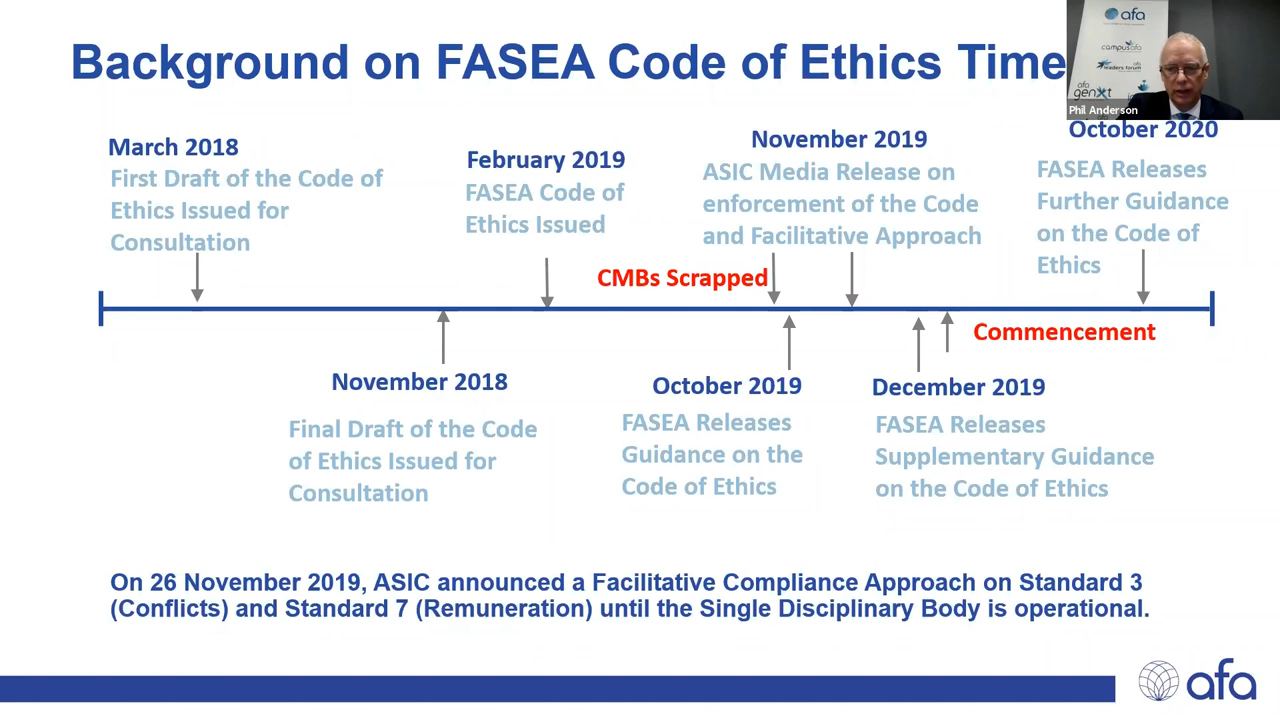 Background on FASEA Code of Ethics Time
afa
campusafa
afa
leaders forum
afa
genxt
Phil Anderson
March 2018
First Draft of the Code of
Ethics Issued for
Consultation
February 2019
FASEA Code of
Ethics Issued
November 2019
ASIC Media Release on
enforcement of the Code
and Facilitative Approach
October 2020
FASEA Releases
Further Guidance
on the Code of
Ethics
CMBs Scrapped
Commencement
November 2018
Final Draft of the Code
of Ethics Issued for
Consultation
October 2019
FASEA Releases
Guidance on the
Code of Ethics
December 2019
FASEA Releases
Supplementary Guidance
on the Code of Ethics
On 26 November 2019, ASIC announced a Facilitative Compliance Approach on Standard 3
(Conflicts) and Standard 7 (Remuneration) until the Single Disciplinary Body is operational.
afa